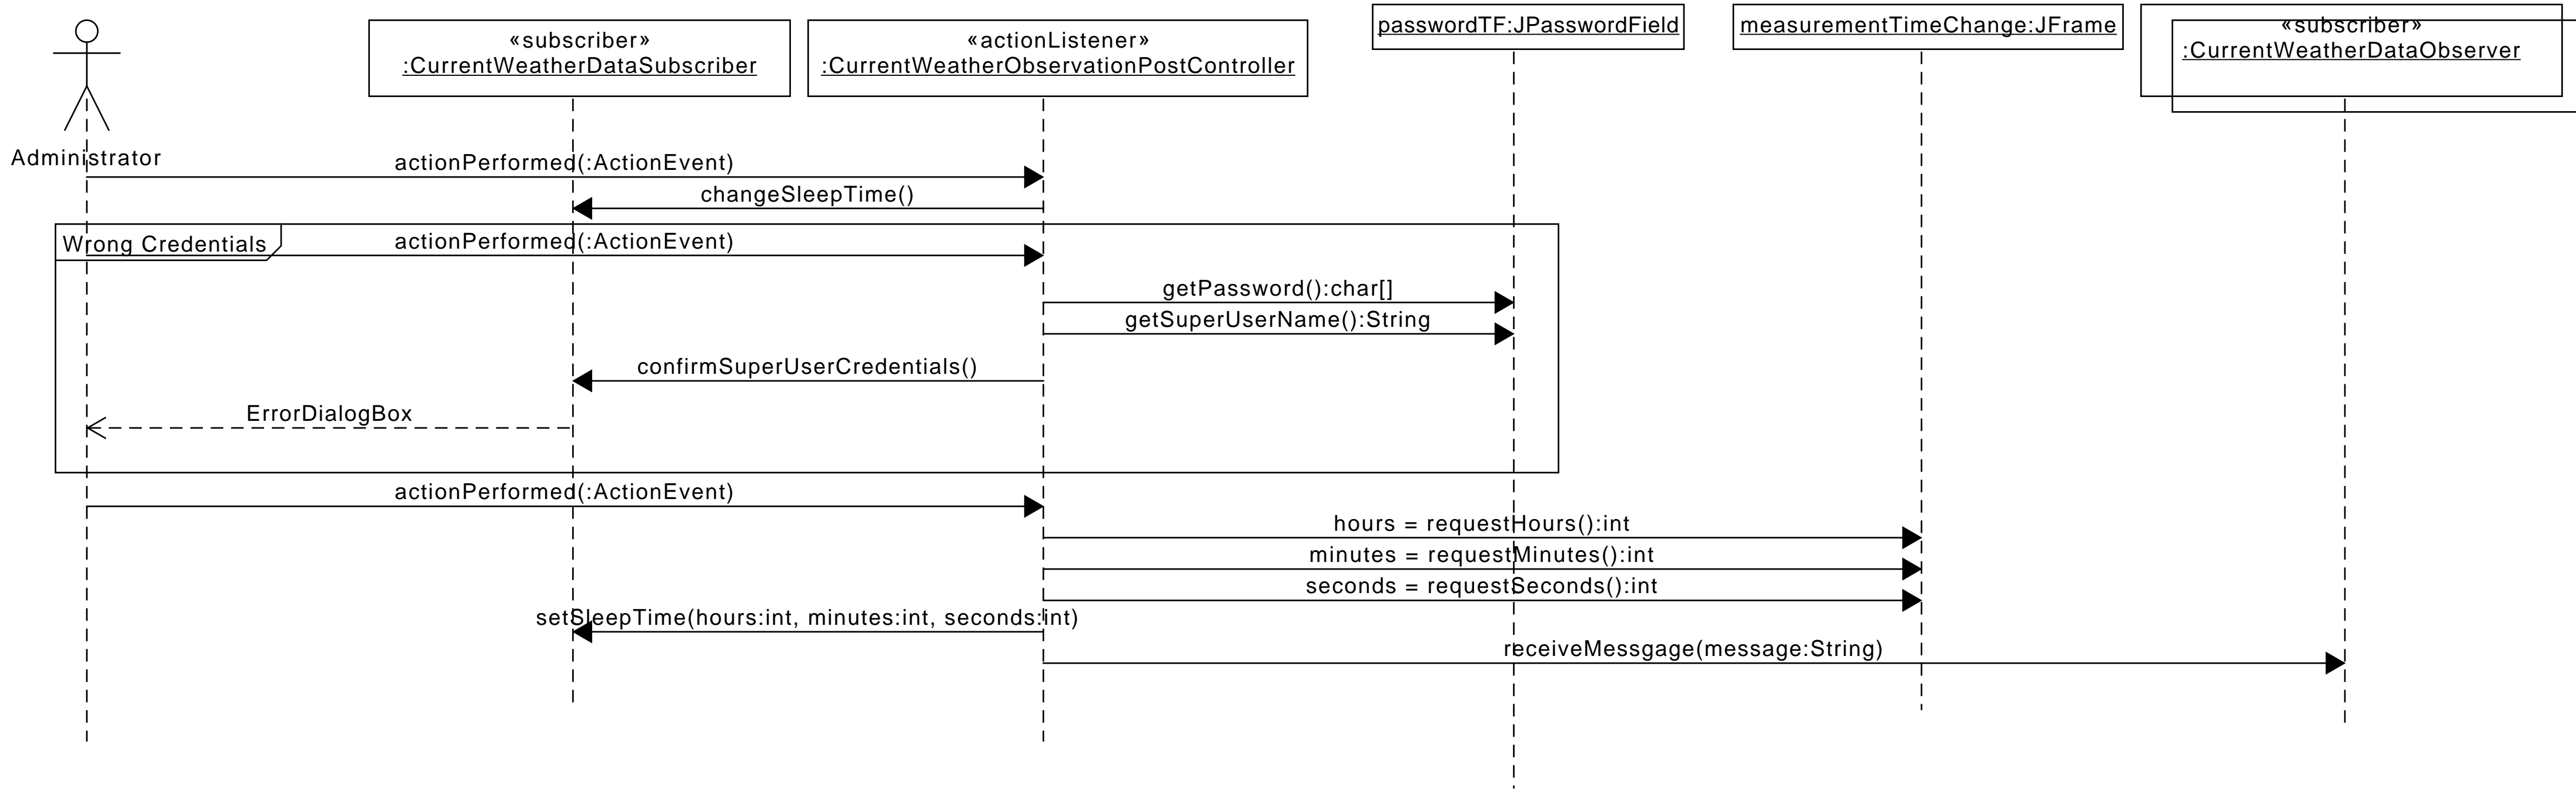 «subscriber»
:CurrentWeatherDataSubscriber
«actionListener»
:CurrentWeatherObservationPostController
passwordTF:JPasswordField
measurementTimeChange:JFrame
«subscriber»
:CurrentWeatherDataObserver
Administrator
actionPerformed(:ActionEvent)
changeSleepTime()
Wrong Credentials
actionPerformed(:ActionEvent)
getPassword():char[]
getSuperUserName():String
confirmSuperUserCredentials()
ErrorDialogBox
actionPerformed(:ActionEvent)
hours = requestHours():int
minutes = requestMinutes():int
seconds = requestSeconds():int
setSleepTime(hours:int, minutes:int, seconds:int)
receiveMessgage(message:String)